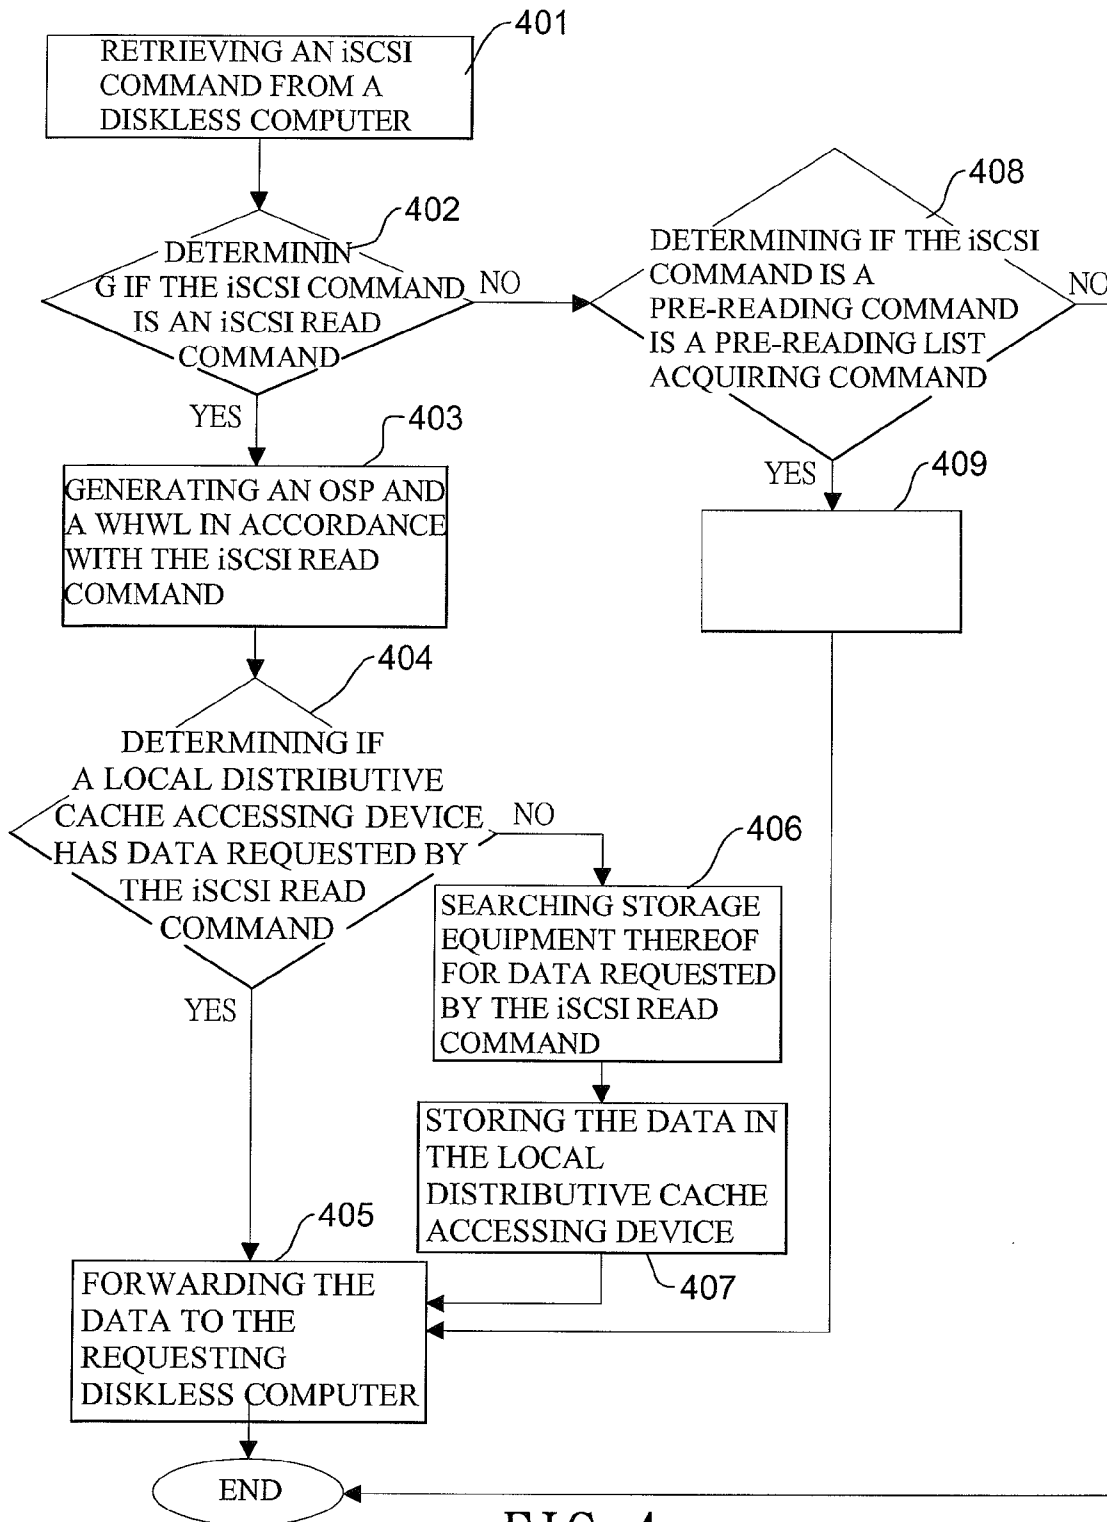 401
RETRIEVING AN iSCSI
COMMAND FROM A
DISKLESS COMPUTER
402
DETERMININ
G IF THE iSCSI COMMAND
IS AN iSCSI READ
COMMAND
NO
YES
408
DETERMINING IF THE iSCSI
COMMAND IS A
PRE-READING COMMAND
IS A PRE-READING LIST
ACQUIRING COMMAND
NO
YES
403
GENERATING AN OSP AND
A WHWL IN ACCORDANCE
WITH THE iSCSI READ
COMMAND
409
404
DETERMINING IF
A LOCAL DISTRIBUTIVE
CACHE ACCESSING DEVICE
HAS DATA REQUESTED BY
THE iSCSI READ
COMMAND
NO
YES
406
SEARCHING STORAGE
EQUIPMENT THEREOF
FOR DATA REQUESTED
BY THE iSCSI READ
COMMAND
STORING THE DATA IN
THE LOCAL
DISTRIBUTIVE CACHE
ACCESSING DEVICE
407
405
FORWARDING THE
DATA TO THE
REQUESTING
DISKLESS COMPUTER
END
FIG. 4